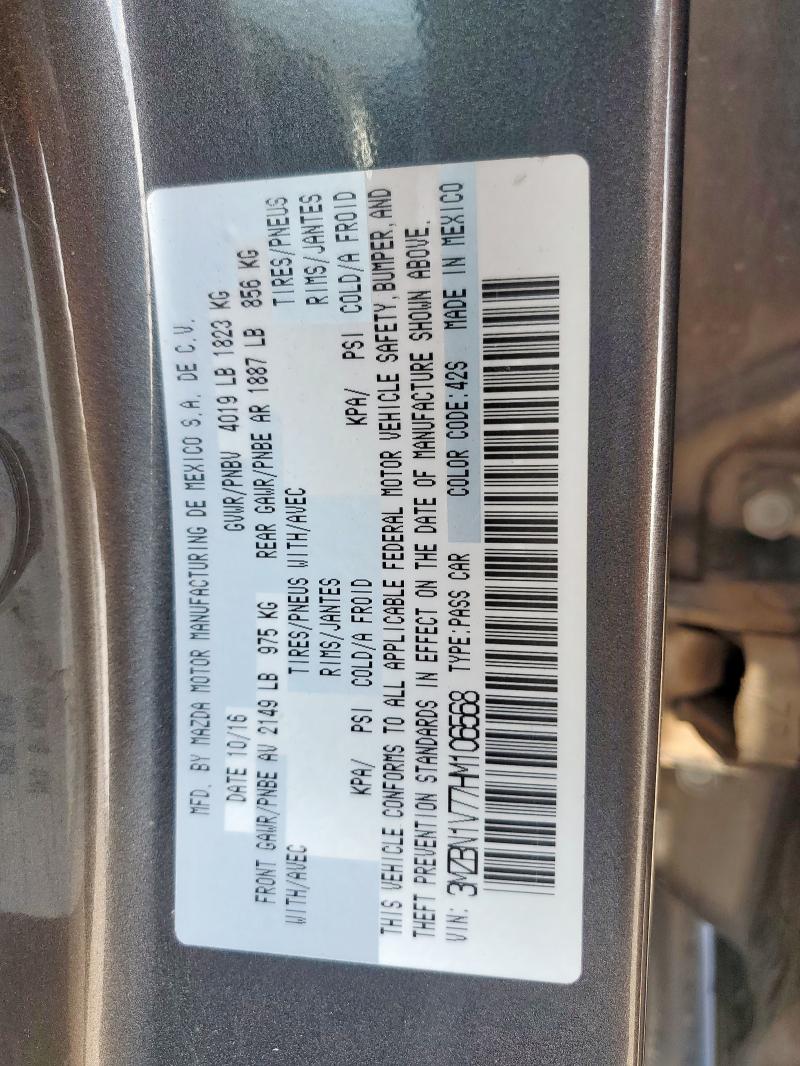 MFD. BY MAZDA MOTOR MANUFACTURING DE MEXICO S.A. DE C.V.
DATE 10/16 GVWR/PNBV 4019 LB 1823 KG
FRONT GAWR/PNBE AV 2149 LB 975 KG REAR GAWR/PNBE AR 1887 LB 856 KG
WITH/AVEC TIRES/PNEUS WITH/AVEC TIRES/PNEUS
RIMS/JANTES RIMS/JANTES
KPA/ PSI COLD/A FROID KPA/ PSI COLD/A FROID
THIS VEHICLE CONFORMS TO ALL APPLICABLE FEDERAL MOTOR VEHICLE SAFETY,BUMPER,AND
THEFT PREVENTION STANDARDS IN EFFECT ON THE DATE OF MANUFACTURE SHOWN ABOVE.
VIN: 3MZBN1V77HM106568 TYPE:PASS CAR COLOR CODE:42S MADE IN MEXICO